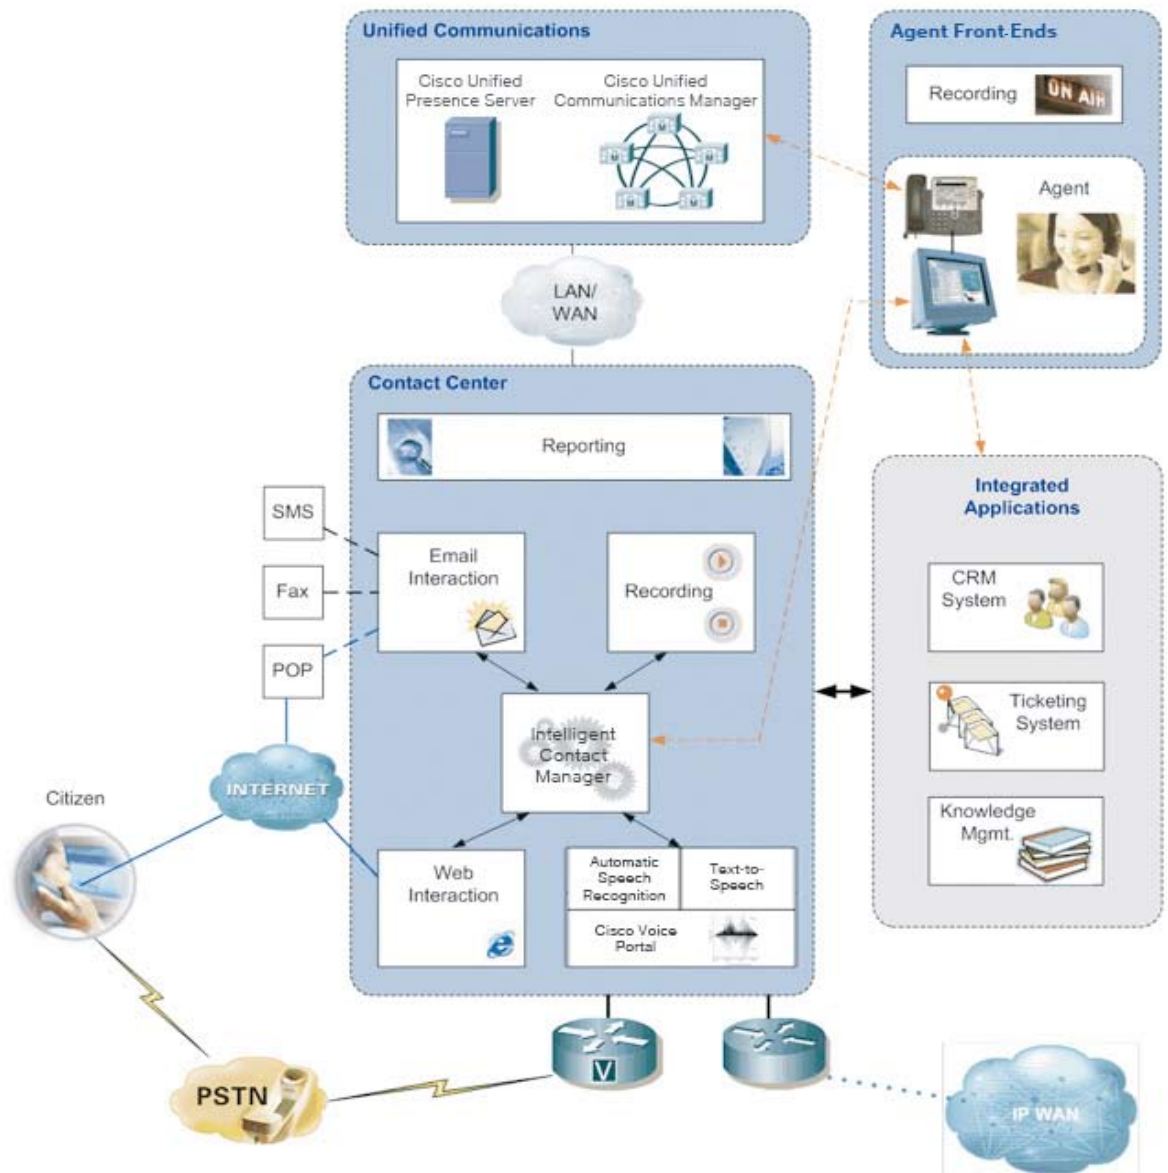 Unified Communications
Cisco Unified
Presence Server
Cisco Unified
Communications Manager
Agent Front-Ends
Recording
ON AIR
Agent
LAN/
WAN
Contact Center
Reporting
SMS
Fax
POP
Email
Interaction
Recording
Intelligent
Contact
Manager
INTERNET
Citizen
Web
Interaction
Automatic
Speech
Recognition
Text-to-
Speech
Cisco Voice
Portal
Integrated
Applications
CRM
System
Ticketing
System
Knowledge
Mgmt.
PSTN
V
IP WAN